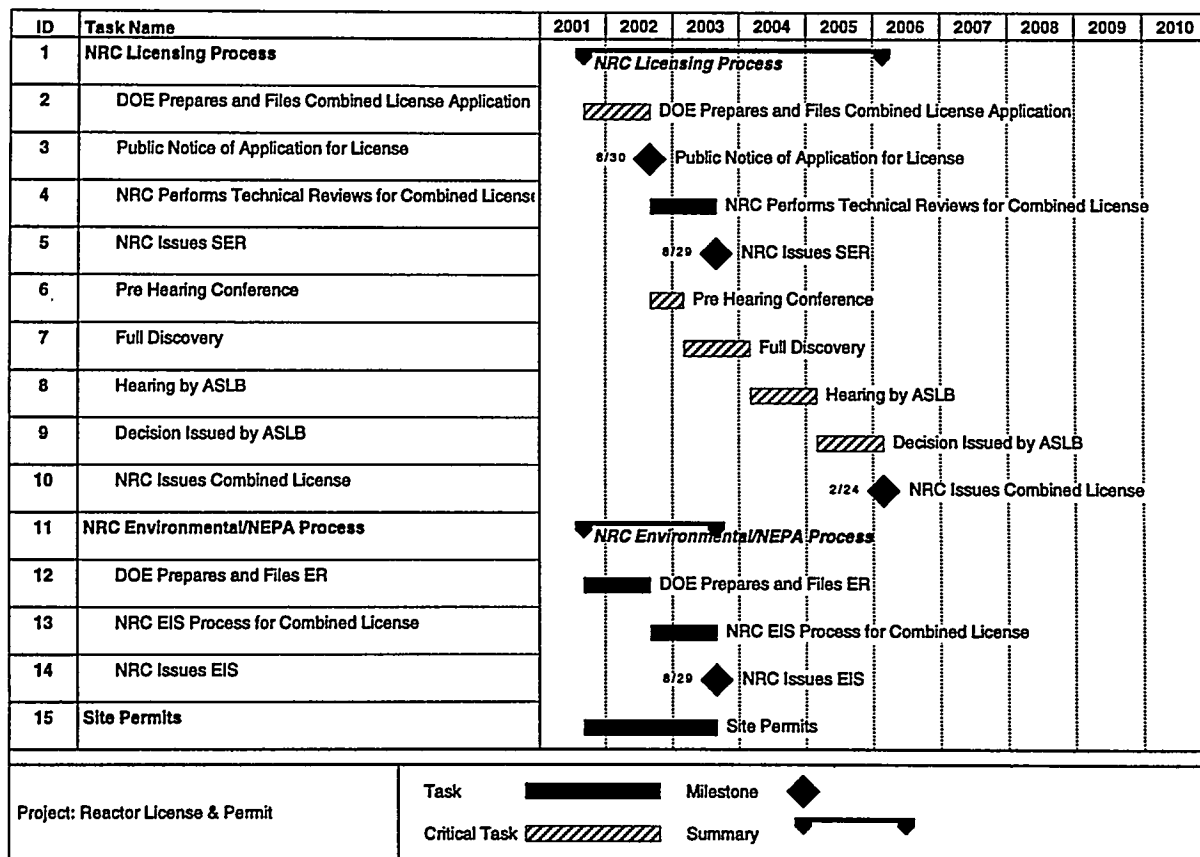 ID Task Name 2001 2002 2003 2004 2005 2006 2007 2008 2009 2010
1 NRC Licensing Process NRC Licensing Process
2 DOE Prepares and Files Combined License Application DOE Prepares and Files Combined License Application
3 Public Notice of Application for License 8/30 Public Notice of Application for License
4 NRC Performs Technical Reviews for Combined License NRC Performs Technical Reviews for Combined License
5 NRC Issues SER 8/29 NRC Issues SER
6 Pre Hearing Conference Pre Hearing Conference
7 Full Discovery Full Discovery
8 Hearing by ASLB Hearing by ASLB
9 Decision Issued by ASLB Decision Issued by ASLB
10 NRC Issues Combined License 2/24 NRC Issues Combined License
11 NRC Environmental/NEPA Process NRC Environmental/NEPA Process
12 DOE Prepares and Files ER DOE Prepares and Files ER
13 NRC EIS Process for Combined License NRC EIS Process for Combined License
14 NRC Issues EIS 8/29 NRC Issues EIS
15 Site Permits Site Permits
Project: Reactor License & Permit
Task Milestone
Critical Task Summary